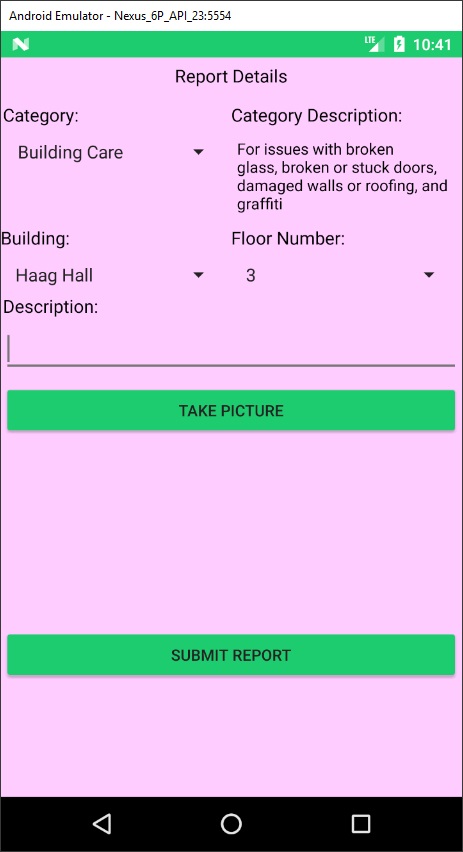 Android Emulator - Nexus_6P_API_23:5554
LTE 10:41
Report Details
Category:
Category Description:
Building Care
For issues with broken
glass, broken or stuck doors,
damaged walls or roofing, and
graffiti
Building:
Floor Number:
Haag Hall
3
Description:
TAKE PICTURE
SUBMIT REPORT